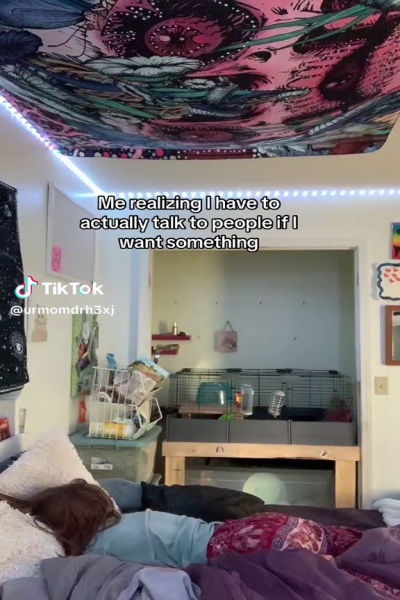 Me realizing I have to
actually talk to people if I
want something
TikTok
@urmomdrh3xj